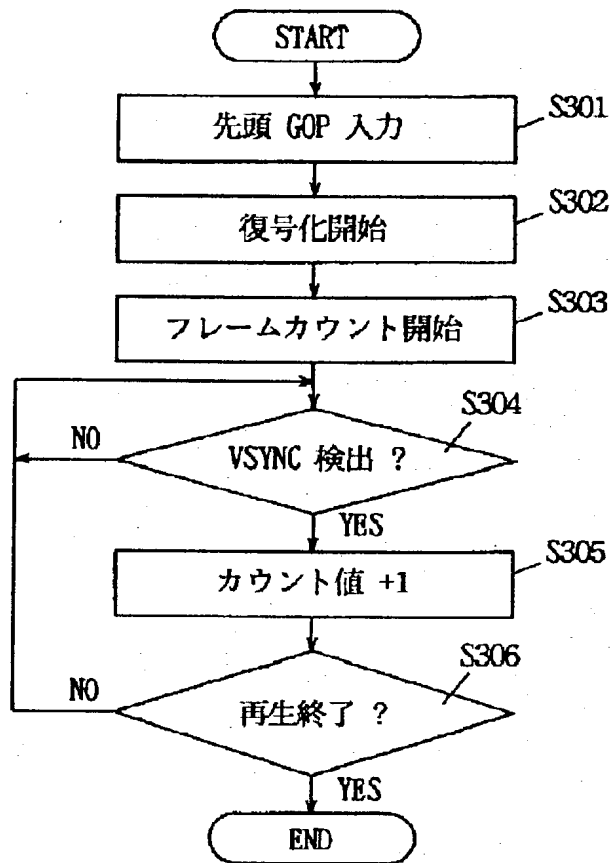 START
先頭 GOP 入力
S301
復号化開始
S302
フレームカウント開始
S303
VSYNC 検出 ?
S304
NO
YES
カウント値 +1
S305
再生終了 ?
S306
NO
YES
END